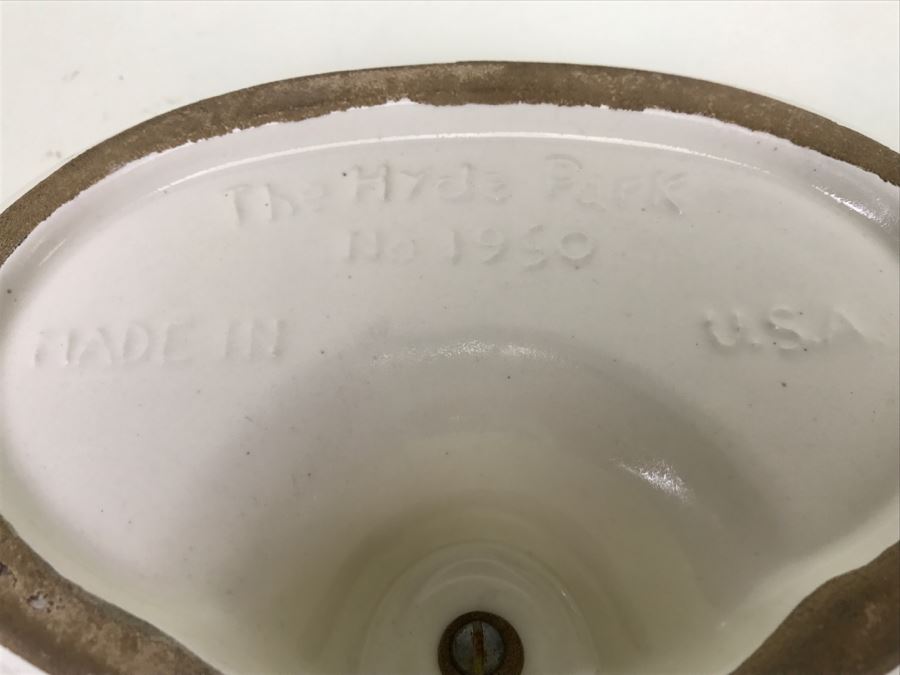 The Hyde Park
No 1950
MADE IN U.S.A.